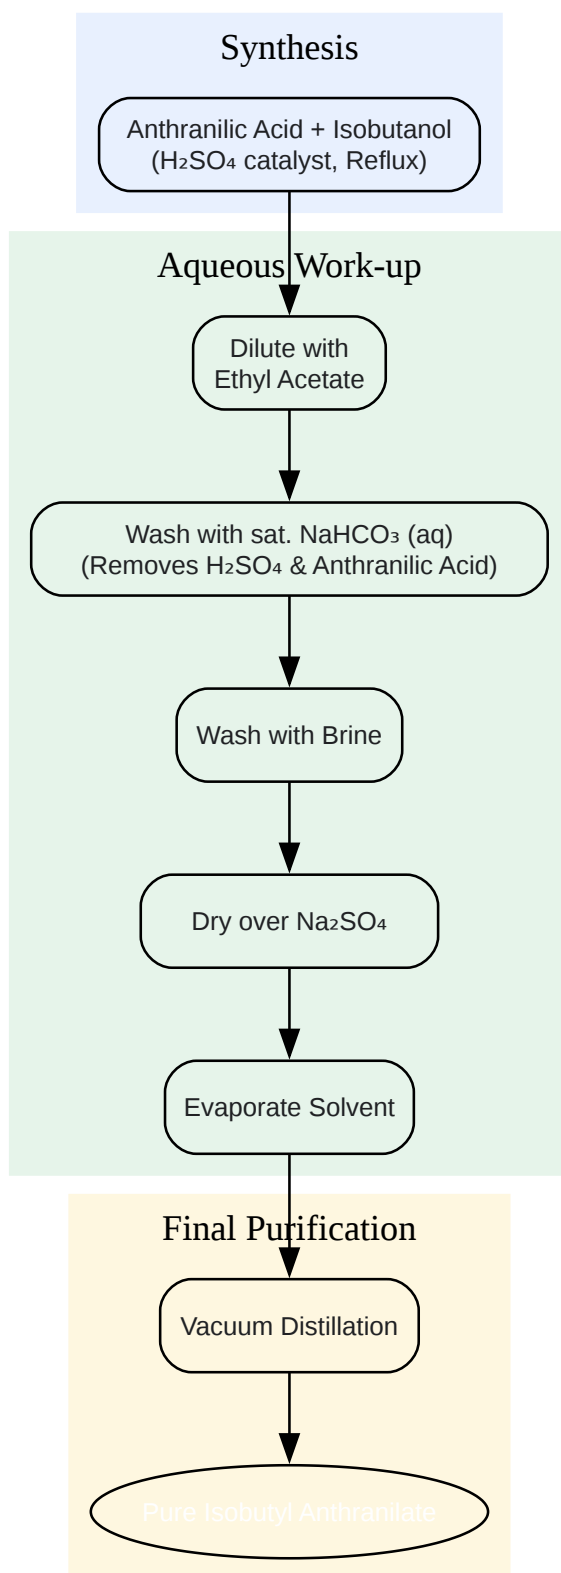 Synthesis
Anthranilic Acid + Isobutanol
(H₂SO₄ catalyst, Reflux)
Aqueous Work-up
Dilute with
Ethyl Acetate
Wash with sat. NaHCO₃ (aq)
(Removes H₂SO₄ & Anthranilic Acid)
Wash with Brine
Dry over Na₂SO₄
Evaporate Solvent
Final Purification
Vacuum Distillation
Pure Isobutyl Anthranilate